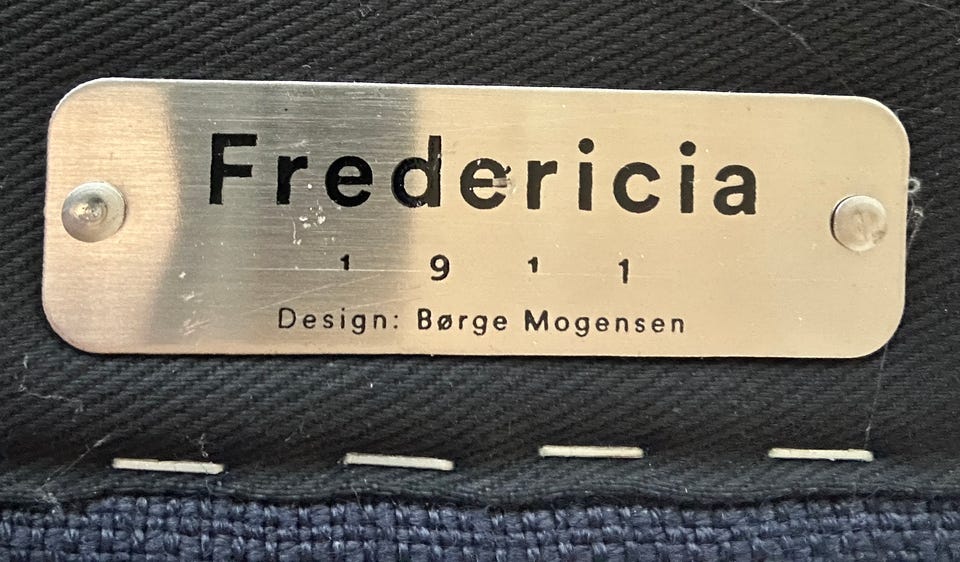 Fredericia
1 9 1 1
Design: Børge Mogensen